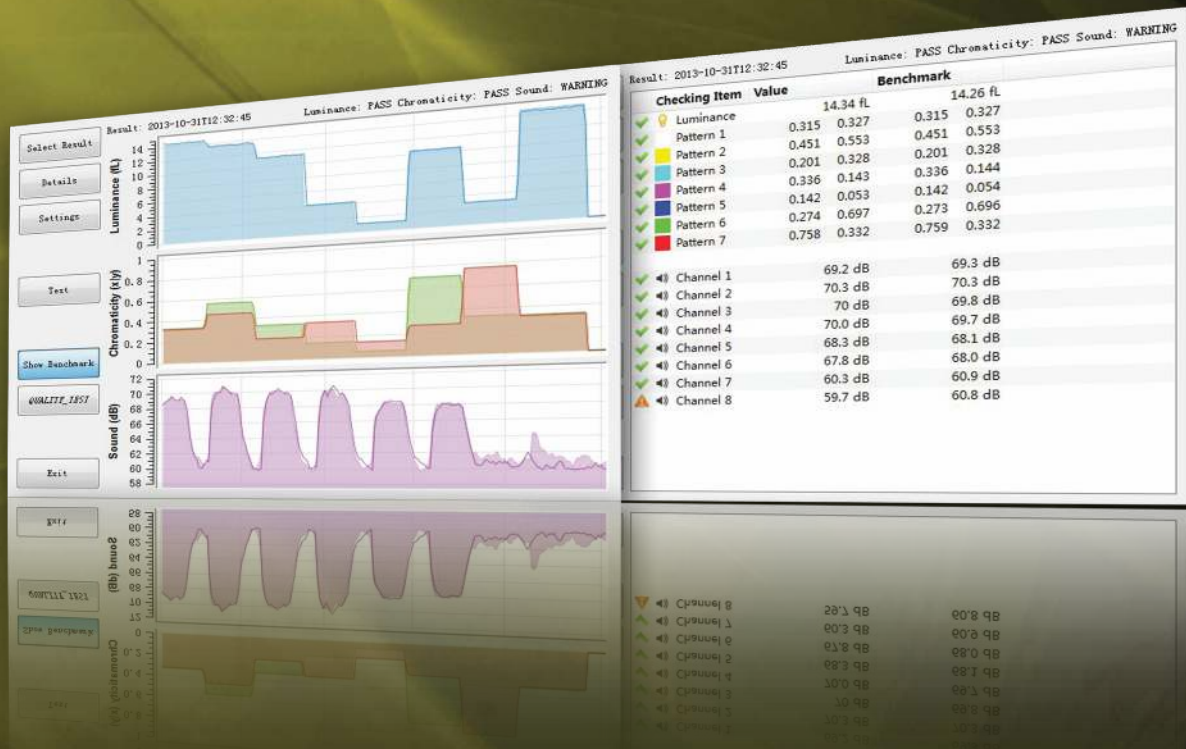 Select Result
Details
Settings
Test
Show Benchmark
QUALITY_TEST
Exit
Result: 2013-10-31T12:32:45 Luminance: PASS Chromaticity: PASS Sound: WARNING
Luminance (fL)
14
12
10
8
6
4
2
0
Chromaticity (x|y)
1
0.8
0.6
0.4
0.2
0
Sound (dB)
72
70
68
66
64
62
60
58
Result: 2013-10-31T12:32:45 Luminance: PASS Chromaticity: PASS Sound: WARNING
Checking Item Value Benchmark
Luminance 14.34 fL 14.26 fL
Pattern 1 0.315 0.327 0.315 0.327
Pattern 2 0.451 0.553 0.451 0.553
Pattern 3 0.201 0.328 0.201 0.328
Pattern 4 0.336 0.143 0.336 0.144
Pattern 5 0.142 0.053 0.142 0.054
Pattern 6 0.274 0.697 0.273 0.696
Pattern 7 0.758 0.332 0.759 0.332
Channel 1 69.2 dB 69.3 dB
Channel 2 70.3 dB 70.3 dB
Channel 3 70 dB 69.8 dB
Channel 4 70.0 dB 69.7 dB
Channel 5 68.3 dB 68.1 dB
Channel 6 67.8 dB 68.0 dB
Channel 7 60.3 dB 60.9 dB
Channel 8 59.7 dB 60.8 dB